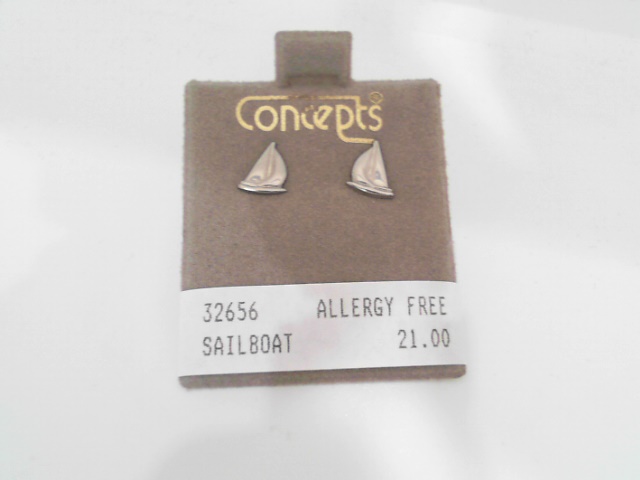 Concepts®
32656 ALLERGY FREE
SAILBOAT 21.00